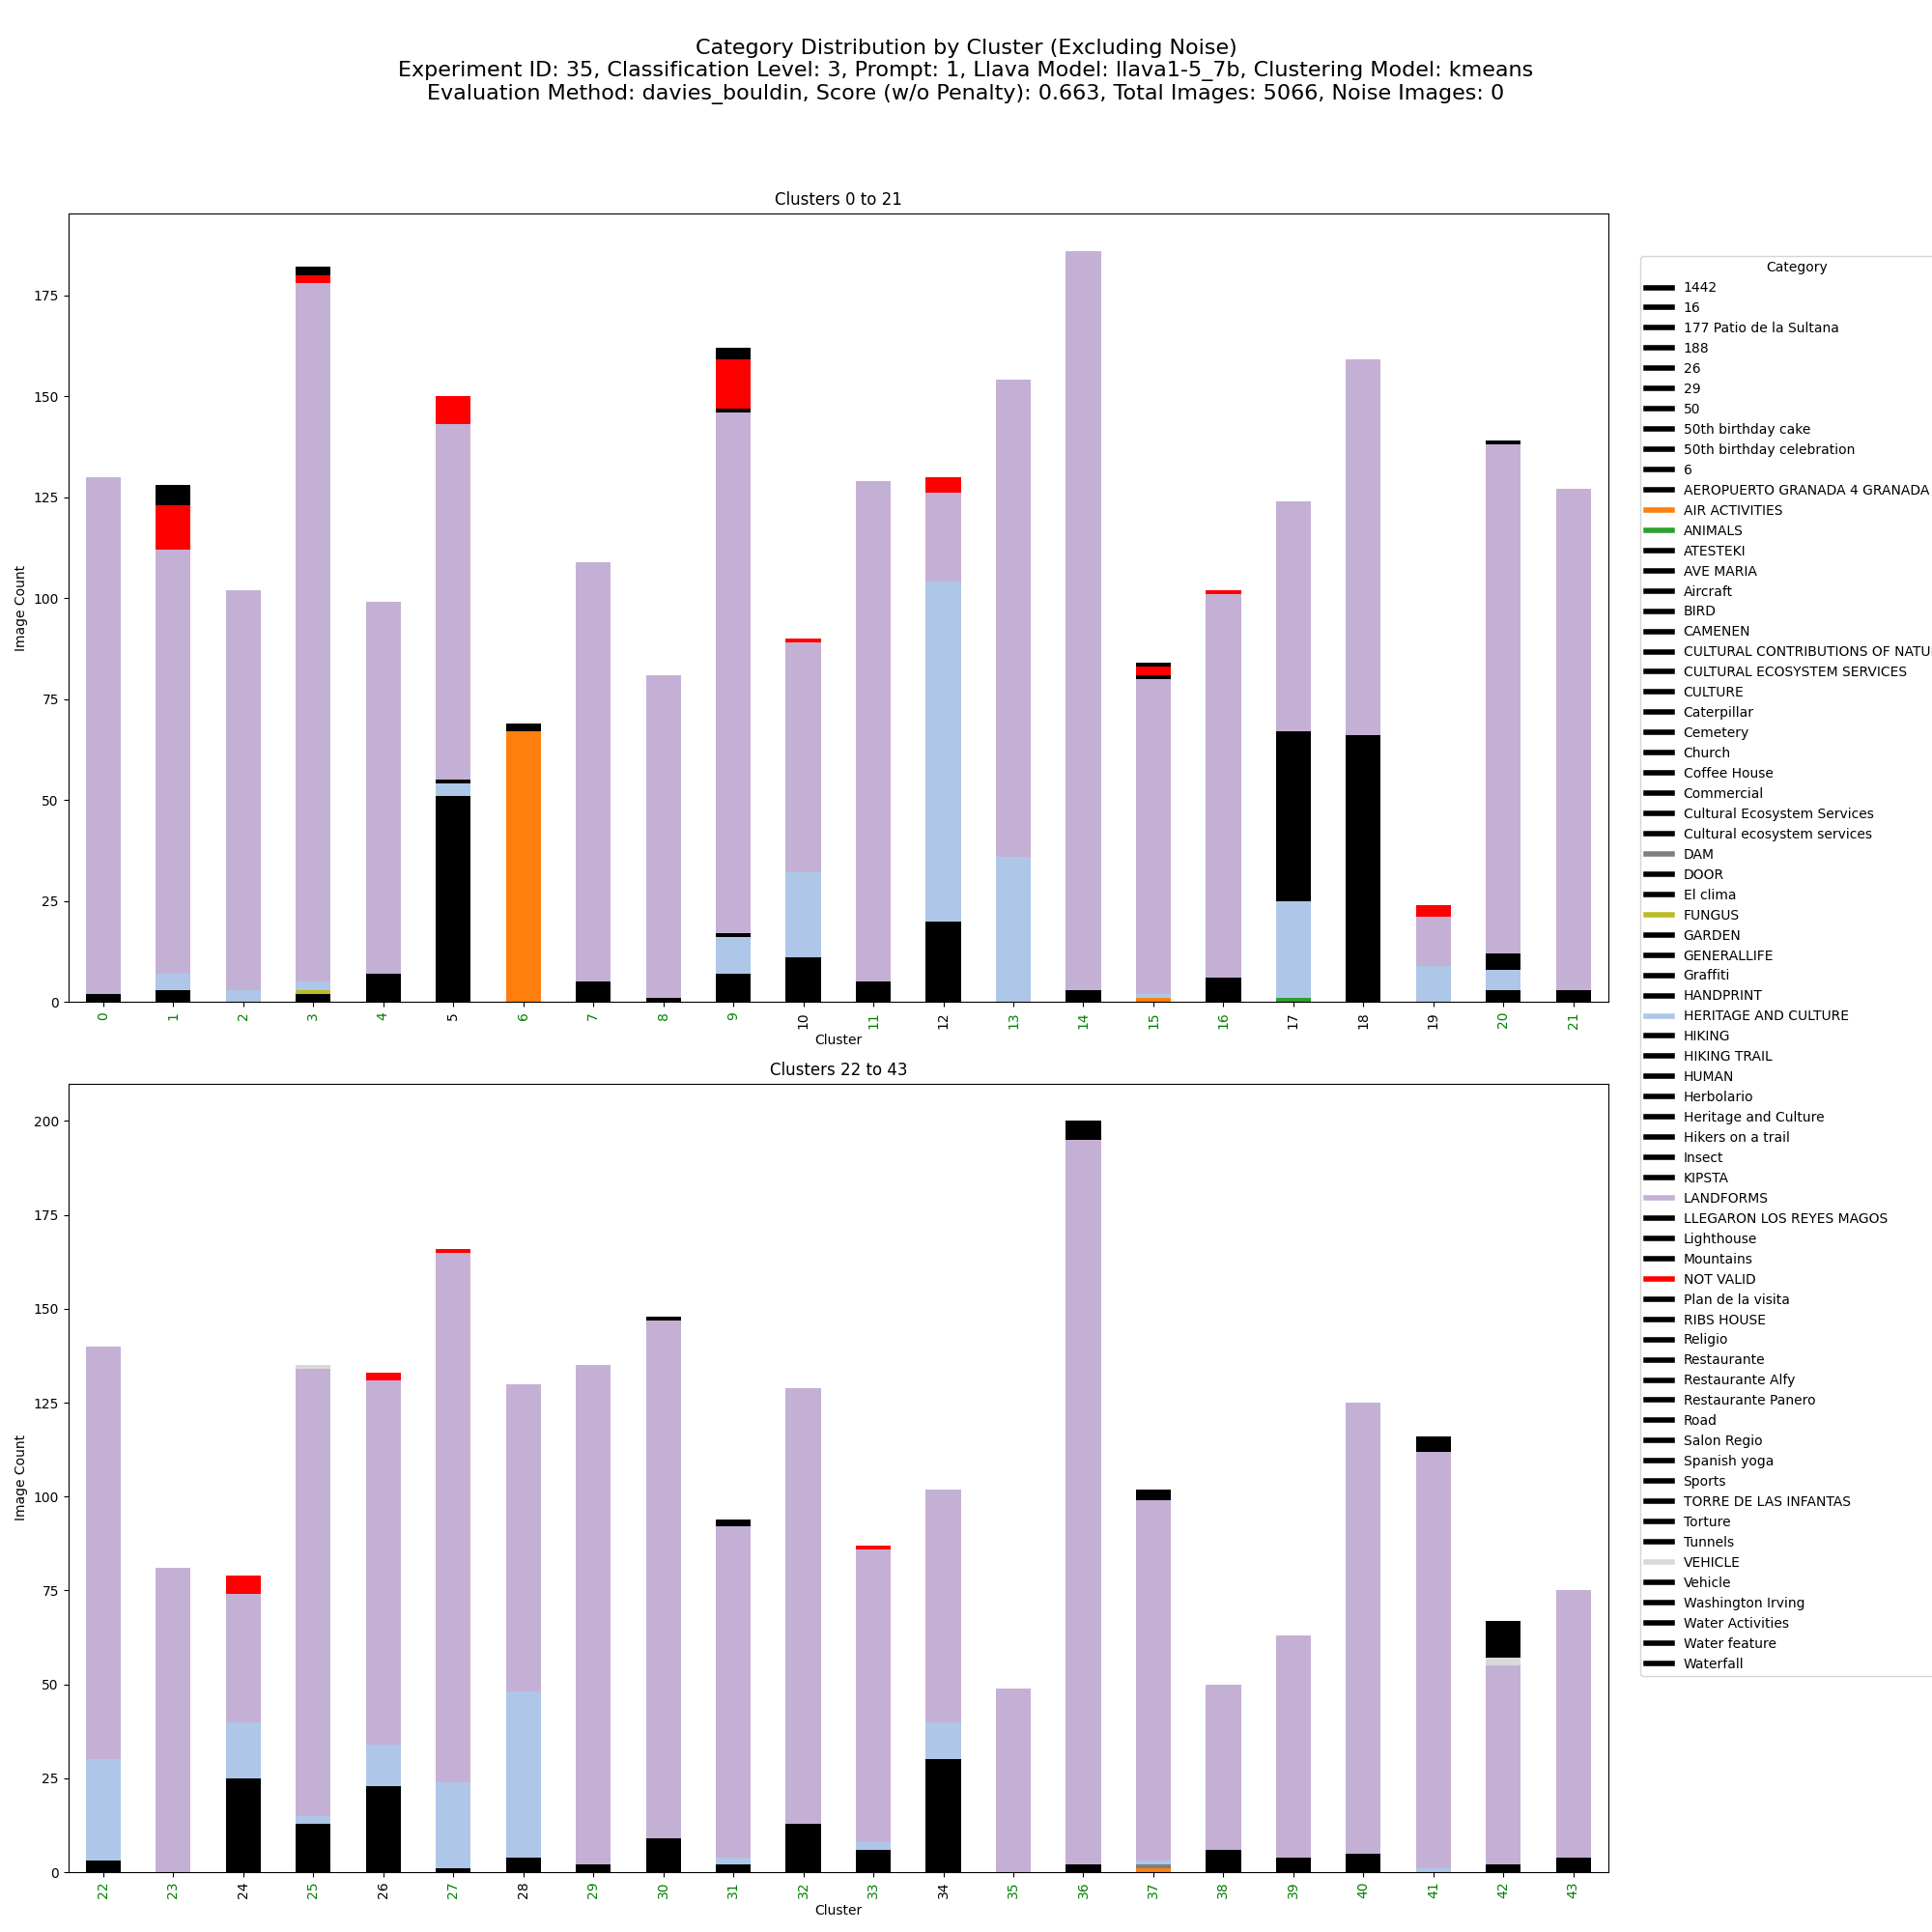 Category Distribution by Cluster (Excluding Noise)
Experiment ID: 35, Classification Level: 3, Prompt: 1, Llava Model: llava1-5_7b, Clustering Model: kmeans
Evaluation Method: davies_bouldin, Score (w/o Penalty): 0.663, Total Images: 5066, Noise Images: 0
Clusters 0 to 21
Image Count
175
150
125
100
75
50
25
0
0 1 2 3 4 5 6 7 8 9 10 11 12 13 14 15 16 17 18 19 20 21
Cluster
Clusters 22 to 43
Image Count
200
175
150
125
100
75
50
25
0
22 23 24 25 26 27 28 29 30 31 32 33 34 35 36 37 38 39 40 41 42 43
Cluster
Category
1442
16
177 Patio de la Sultana
188
26
29
50
50th birthday cake
50th birthday celebration
6
AEROPUERTO GRANADA 4 GRANADA
AIR ACTIVITIES
ANIMALS
ATESTEKI
AVE MARIA
Aircraft
BIRD
CAMENEN
CULTURAL CONTRIBUTIONS OF NATU
CULTURAL ECOSYSTEM SERVICES
CULTURE
Caterpillar
Cemetery
Church
Coffee House
Commercial
Cultural Ecosystem Services
Cultural ecosystem services
DAM
DOOR
El clima
FUNGUS
GARDEN
GENERALLIFE
Graffiti
HANDPRINT
HERITAGE AND CULTURE
HIKING
HIKING TRAIL
HUMAN
Herbolario
Heritage and Culture
Hikers on a trail
Insect
KIPSTA
LANDFORMS
LLEGARON LOS REYES MAGOS
Lighthouse
Mountains
NOT VALID
Plan de la visita
RIBS HOUSE
Religio
Restaurante
Restaurante Alfy
Restaurante Panero
Road
Salon Regio
Spanish yoga
Sports
TORRE DE LAS INFANTAS
Torture
Tunnels
VEHICLE
Vehicle
Washington Irving
Water Activities
Water feature
Waterfall